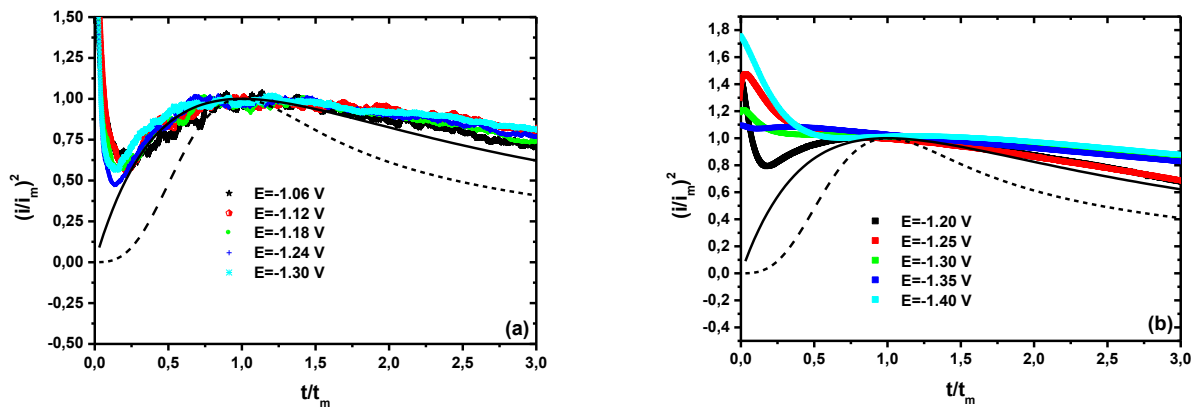 1,50
1,25
1,00
0,75
0,50
0,25
0,00
-0,25
-0,50
(i/i_m)²
E=-1.06 V
E=-1.12 V
E=-1.18 V
E=-1.24 V
E=-1.30 V
(a)
0,0 0,5 1,0 1,5 2,0 2,5 3,0
t/t_m
1,8
1,6
1,4
1,2
1,0
0,8
0,6
0,4
0,2
0,0
-0,2
-0,4
(i/i_m)²
E=-1.20 V
E=-1.25 V
E=-1.30 V
E=-1.35 V
E=-1.40 V
(b)
0,0 0,5 1,0 1,5 2,0 2,5 3,0
t/t_m